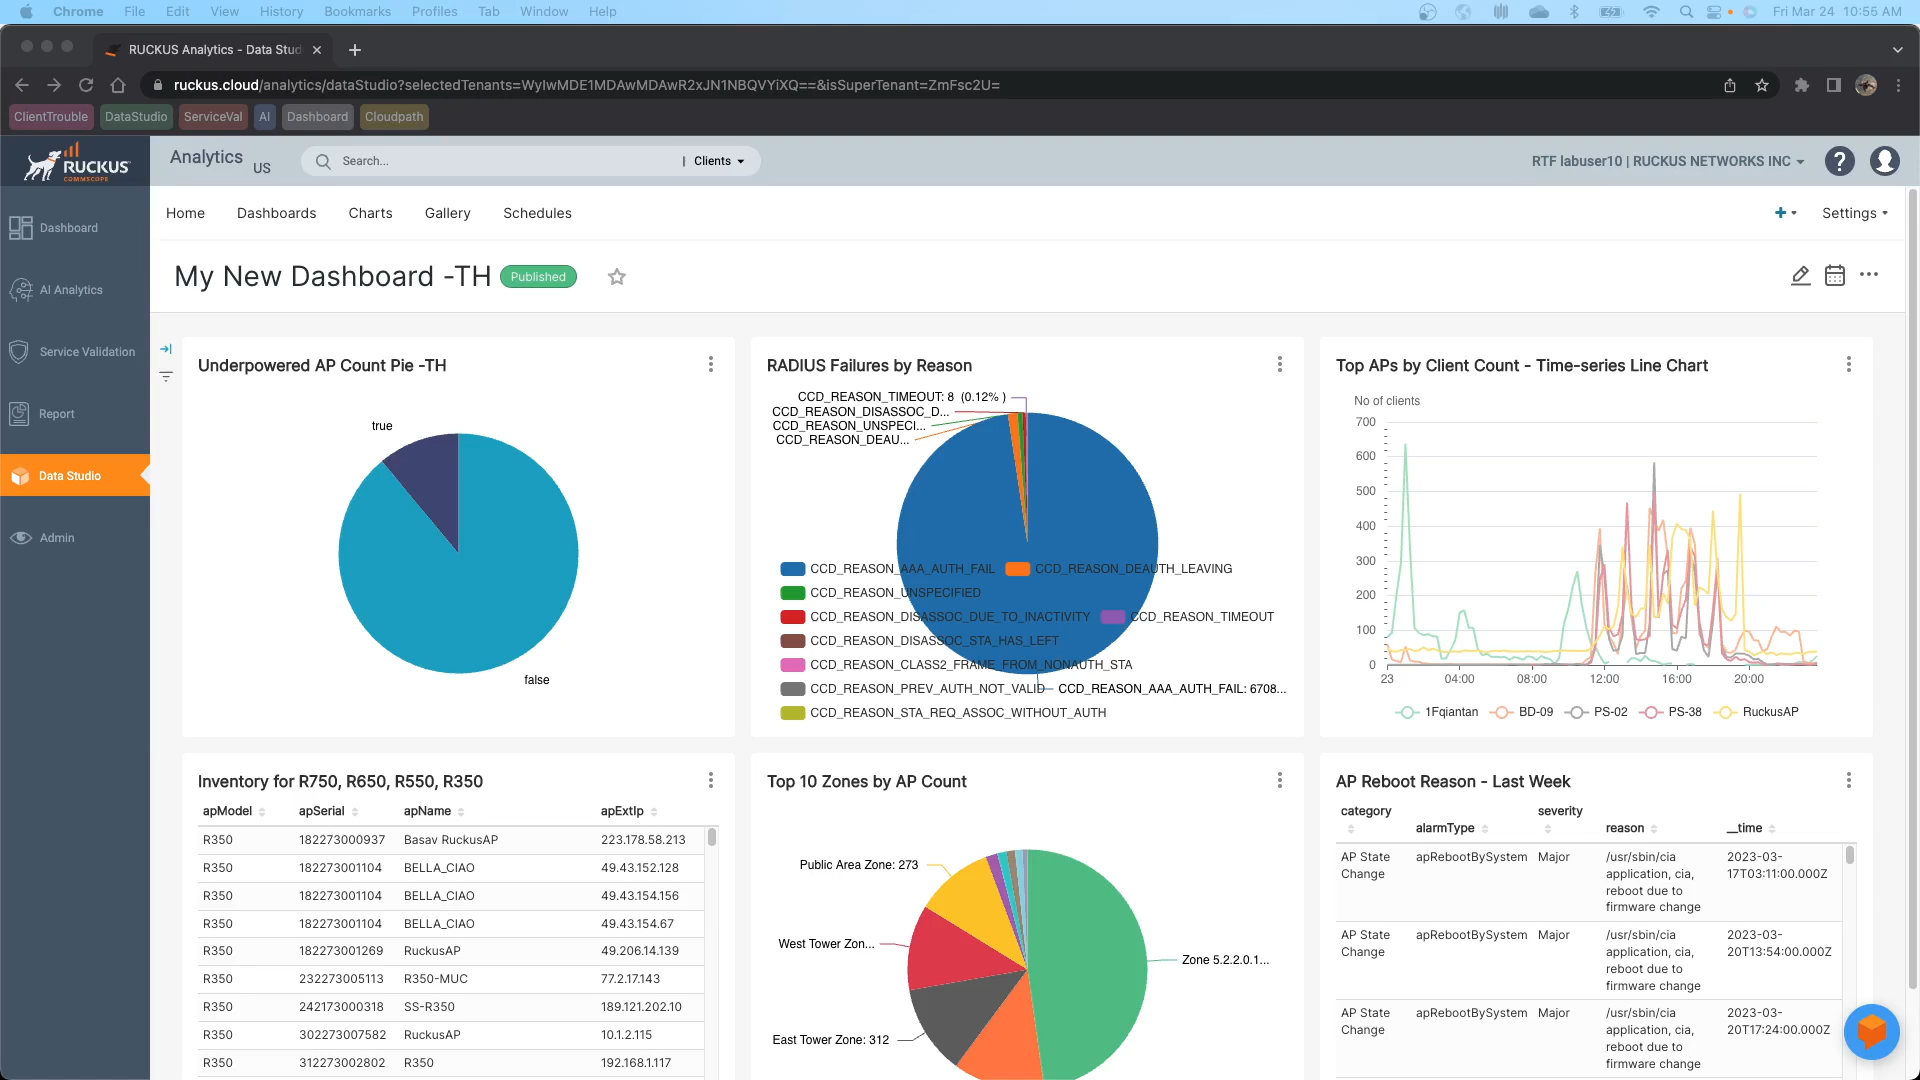 Chrome File Edit View History Bookmarks Profiles Tab Window Help Fri Mar 24 10:55 AM
RUCKUS Analytics - Data Studi
ruckus.cloud/analytics/dataStudio?selectedTenants=WyIwMDE1MDAwMDAwR2xJN1NBQVYiXQ==&isSuperTenant=ZmFsc2U=
ClientTrouble DataStudio ServiceVal AI Dashboard Cloudpath
RUCKUS
COMMSCOPE
Analytics US
Search... | Clients
RTF labuser10 | RUCKUS NETWORKS INC
?
Dashboard
AI Analytics
Service Validation
Report
Data Studio
Admin
Home Dashboards Charts Gallery Schedules
+ Settings
My New Dashboard -TH Published
Underpowered AP Count Pie -TH
true
false
RADIUS Failures by Reason
CCD_REASON_TIMEOUT: 8 (0.12% )
CCD_REASON_DISASSOC_D...
CCD_REASON_UNSPECI...
CCD_REASON_DEAU...
CCD_REASON_AAA_AUTH_FAIL CCD_REASON_DEAUTH_LEAVING
CCD_REASON_UNSPECIFIED
CCD_REASON_DISASSOC_DUE_TO_INACTIVITY CCD_REASON_TIMEOUT
CCD_REASON_DISASSOC_STA_HAS_LEFT
CCD_REASON_CLASS2_FRAME_FROM_NONAUTH_STA
CCD_REASON_PREV_AUTH_NOT_VALID CCD_REASON_AAA_AUTH_FAIL: 6708...
CCD_REASON_STA_REQ_ASSOC_WITHOUT_AUTH
Top APs by Client Count - Time-series Line Chart
No of clients
700
600
500
400
300
200
100
0
23 04:00 08:00 12:00 16:00 20:00
1Fqiantan BD-09 PS-02 PS-38 RuckusAP
Inventory for R750, R650, R550, R350
apModel apSerial apName apExtIp
R350 182273000937 Basav RuckusAP 223.178.58.213
R350 182273001104 BELLA_CIAO 49.43.152.128
R350 182273001104 BELLA_CIAO 49.43.154.156
R350 182273001104 BELLA_CIAO 49.43.154.67
R350 182273001269 RuckusAP 49.206.14.139
R350 232273005113 R350-MUC 77.2.17.143
R350 242173000318 SS-R350 189.121.202.10
R350 302273007582 RuckusAP 10.1.2.115
R350 312273002802 R350 192.168.1.117
Top 10 Zones by AP Count
Public Area Zone: 273
West Tower Zon...
Zone 5.2.2.0.1...
East Tower Zone: 312
AP Reboot Reason - Last Week
category alarmType severity reason __time
AP State Change apRebootBySystem Major /usr/sbin/cia application, cia, reboot due to firmware change 2023-03-17T03:11:00.000Z
AP State Change apRebootBySystem Major /usr/sbin/cia application, cia, reboot due to firmware change 2023-03-20T13:54:00.000Z
AP State Change apRebootBySystem Major /usr/sbin/cia application, cia, reboot due to firmware change 2023-03-20T17:24:00.000Z